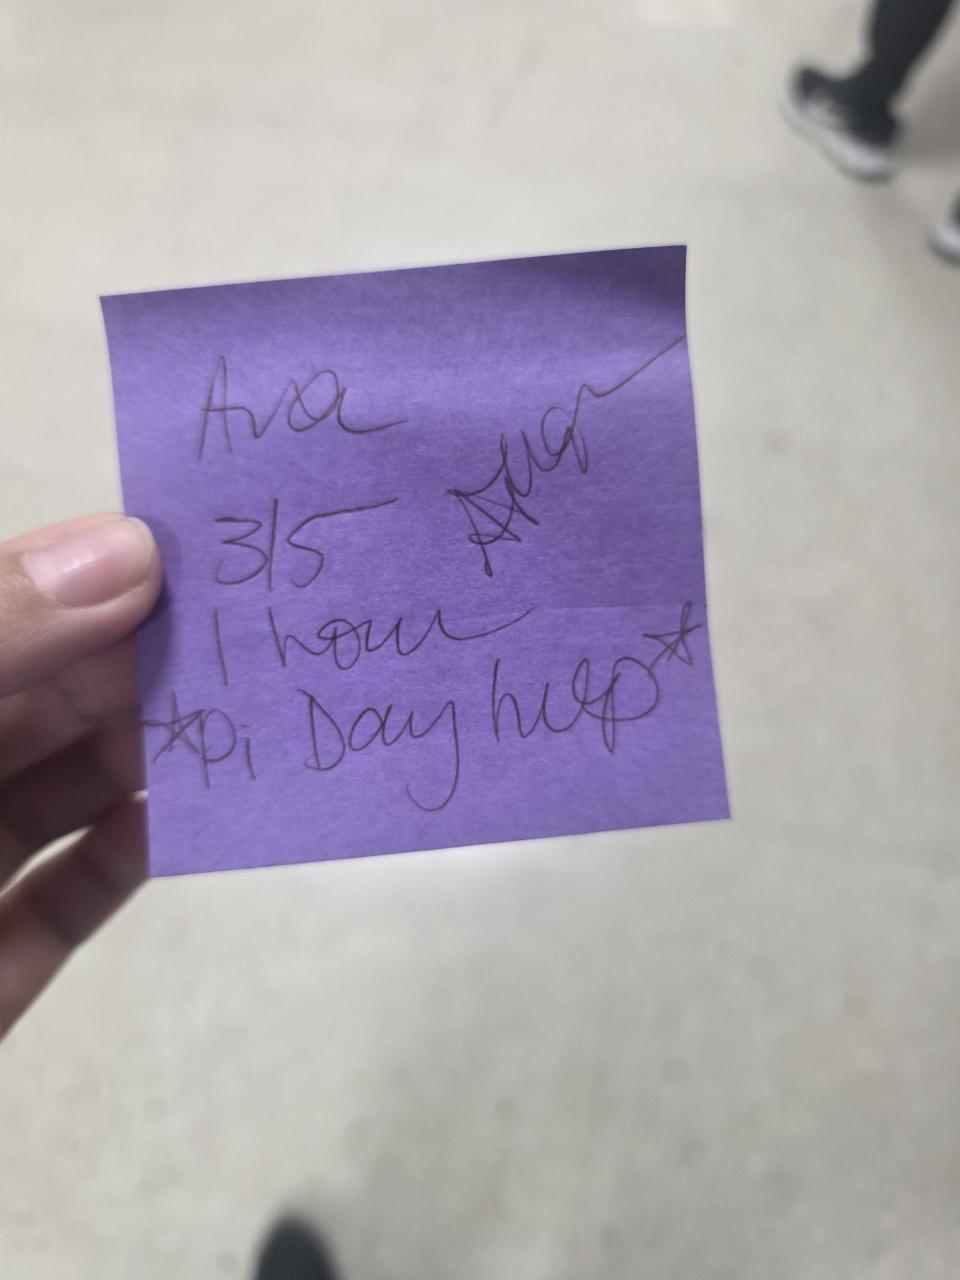 Ava
3/5
1 hour
*Pi Day help*